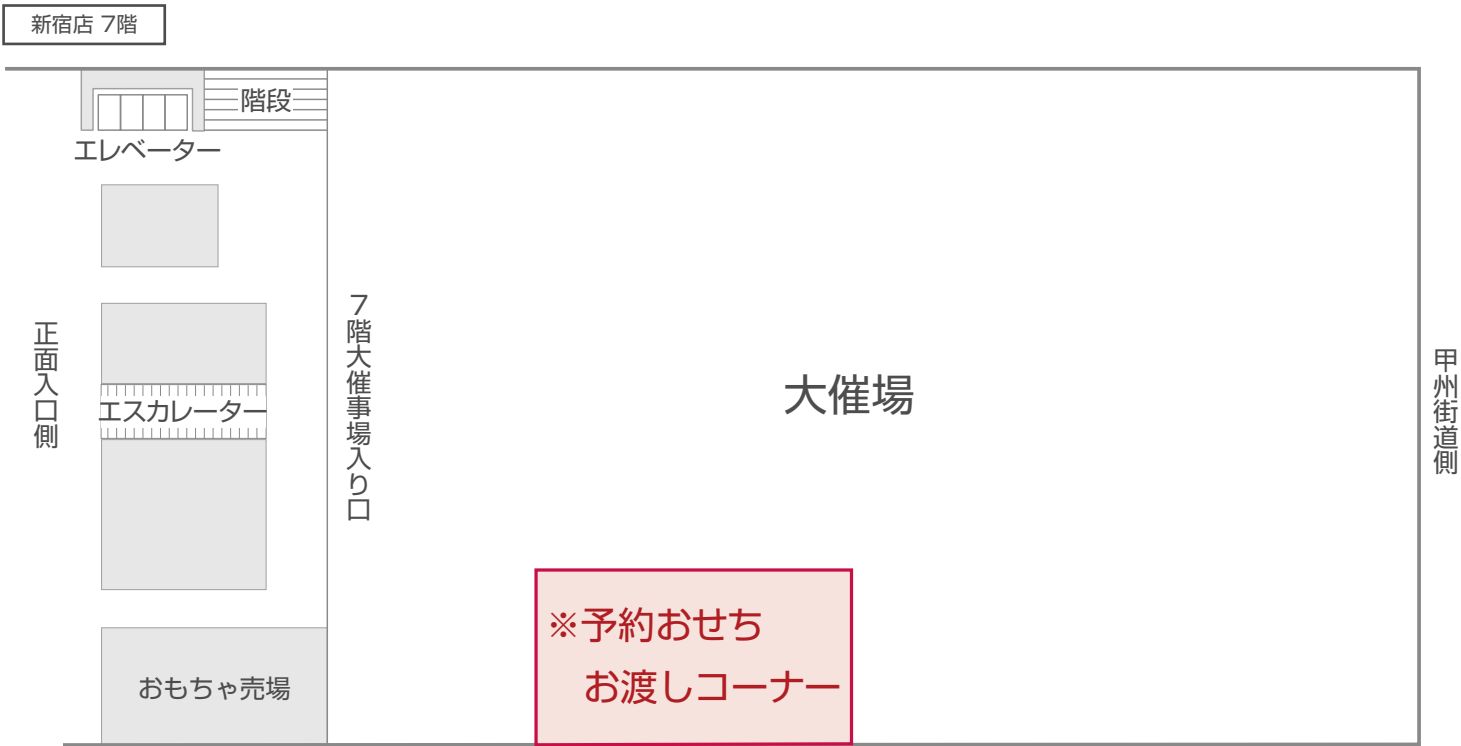 新宿店 7階
階段
エレベーター
正面入口側
エスカレーター
7階大催事場入り口
大催場
甲州街道側
※予約おせち
お渡しコーナー
おもちゃ売場